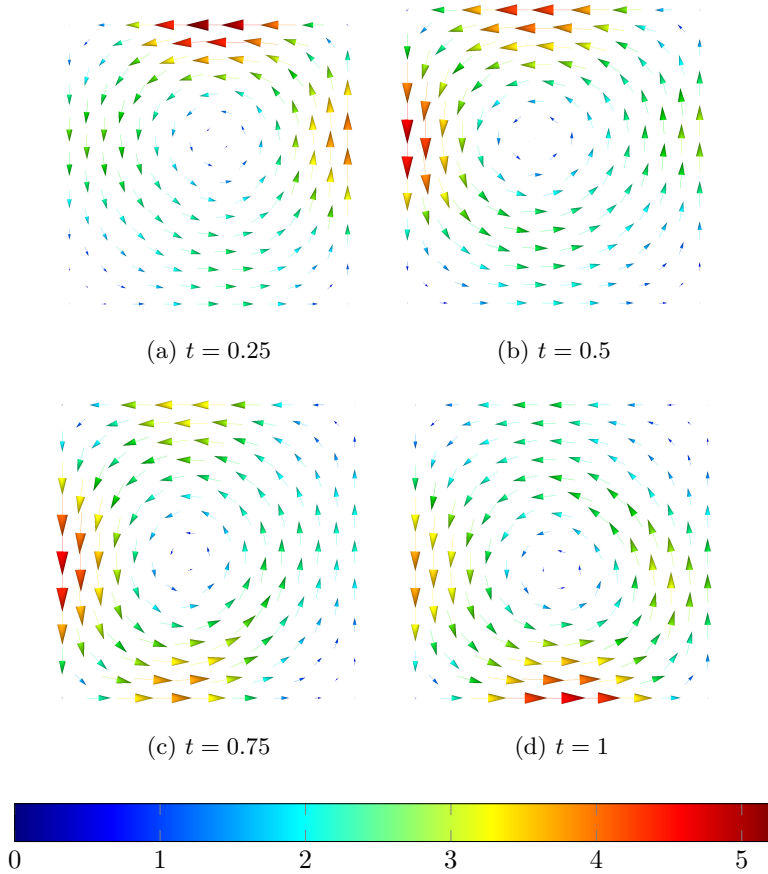 (a) t = 0.25
(b) t = 0.5
(c) t = 0.75
(d) t = 1
0 1 2 3 4 5